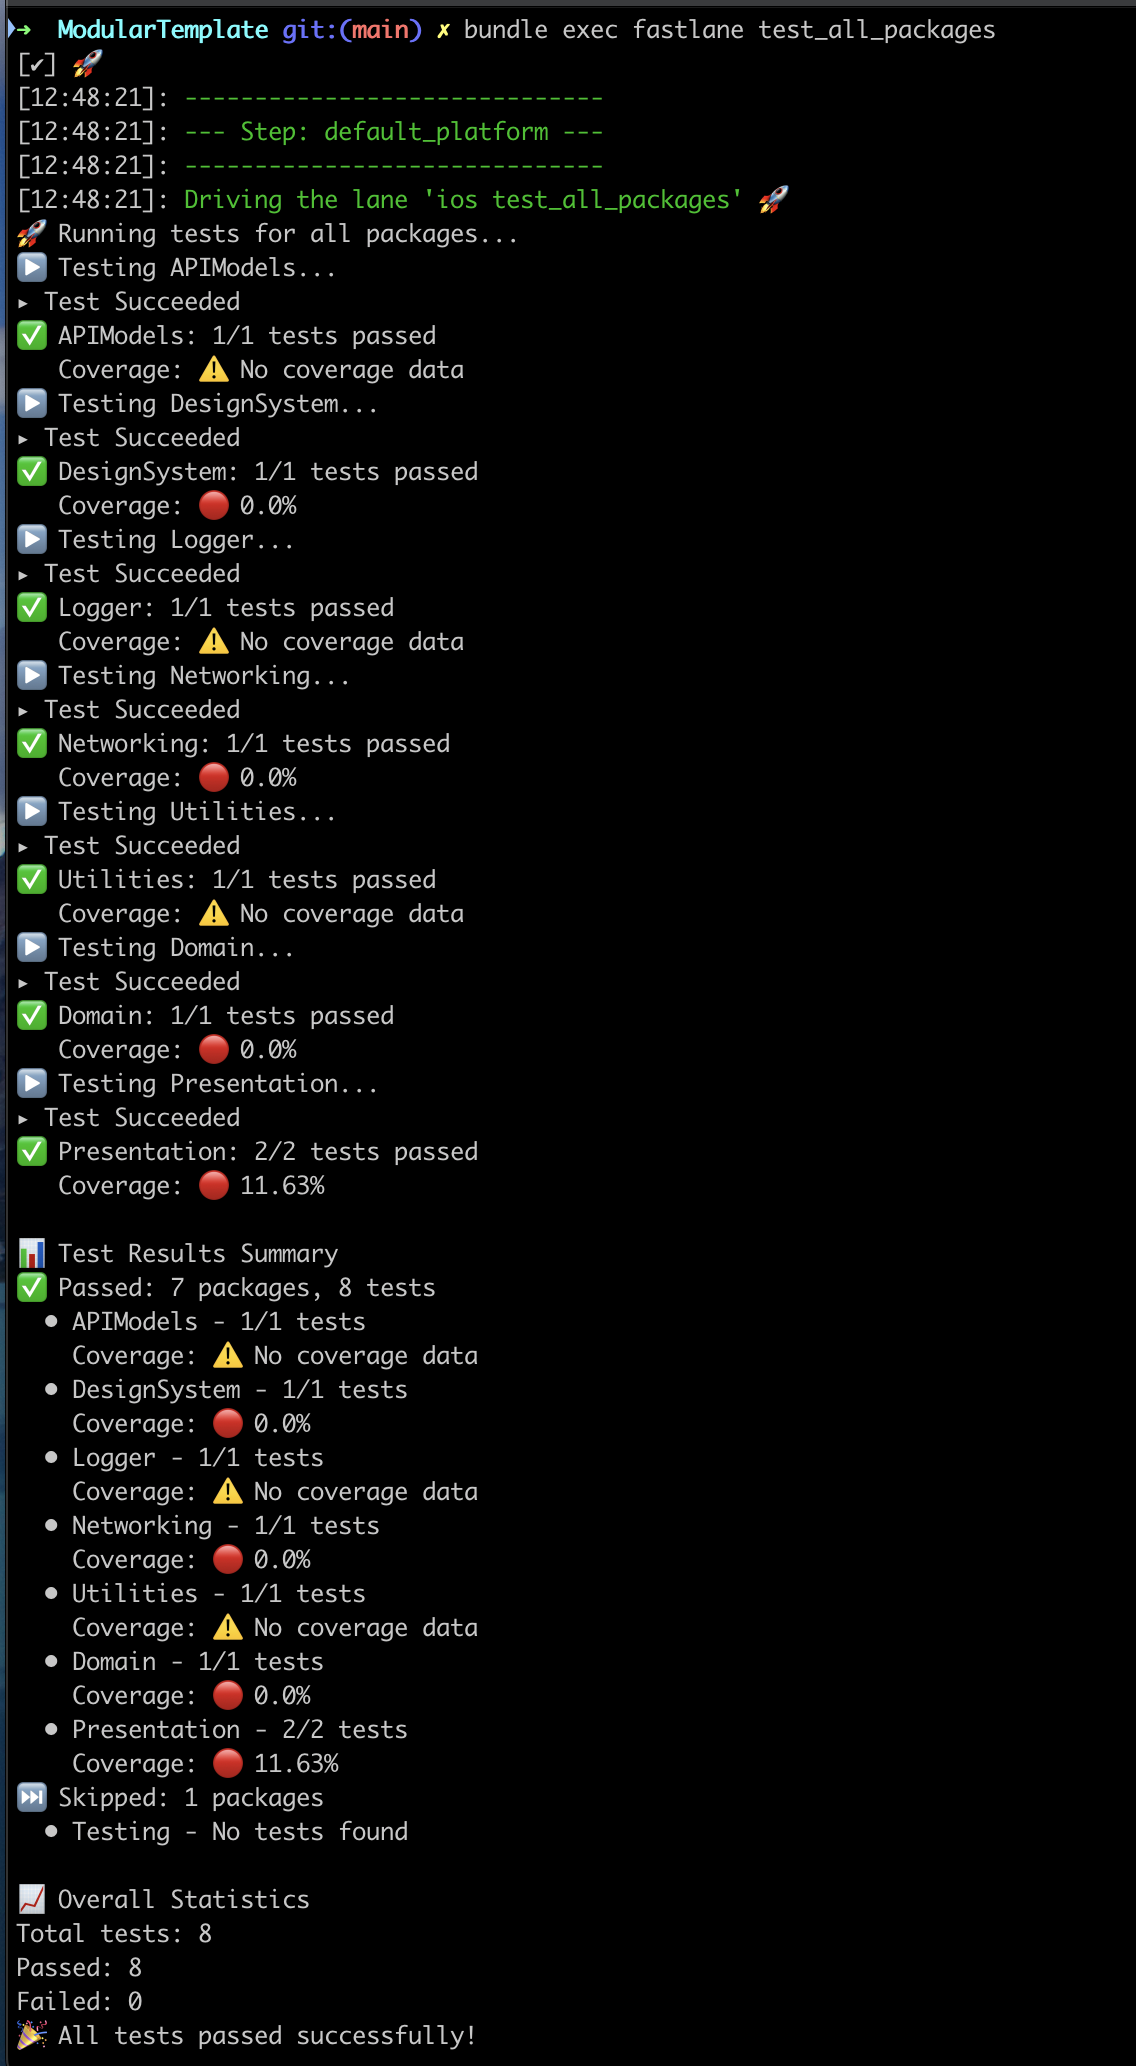 ➜  ModularTemplate git:(main) ✗ bundle exec fastlane test_all_packages
[✔] 🚀
[12:48:21]: ------------------------------
[12:48:21]: --- Step: default_platform ---
[12:48:21]: ------------------------------
[12:48:21]: Driving the lane 'ios test_all_packages' 🚀
🚀 Running tests for all packages...
▶️ Testing APIModels...
▸ Test Succeeded
✅ APIModels: 1/1 tests passed
Coverage: ⚠️ No coverage data
▶️ Testing DesignSystem...
▸ Test Succeeded
✅ DesignSystem: 1/1 tests passed
Coverage: 🔴 0.0%
▶️ Testing Logger...
▸ Test Succeeded
✅ Logger: 1/1 tests passed
Coverage: ⚠️ No coverage data
▶️ Testing Networking...
▸ Test Succeeded
✅ Networking: 1/1 tests passed
Coverage: 🔴 0.0%
▶️ Testing Utilities...
▸ Test Succeeded
✅ Utilities: 1/1 tests passed
Coverage: ⚠️ No coverage data
▶️ Testing Domain...
▸ Test Succeeded
✅ Domain: 1/1 tests passed
Coverage: 🔴 0.0%
▶️ Testing Presentation...
▸ Test Succeeded
✅ Presentation: 2/2 tests passed
Coverage: 🔴 11.63%
📊 Test Results Summary
✅ Passed: 7 packages, 8 tests
• APIModels - 1/1 tests
Coverage: ⚠️ No coverage data
• DesignSystem - 1/1 tests
Coverage: 🔴 0.0%
• Logger - 1/1 tests
Coverage: ⚠️ No coverage data
• Networking - 1/1 tests
Coverage: 🔴 0.0%
• Utilities - 1/1 tests
Coverage: ⚠️ No coverage data
• Domain - 1/1 tests
Coverage: 🔴 0.0%
• Presentation - 2/2 tests
Coverage: 🔴 11.63%
⏭️ Skipped: 1 packages
• Testing - No tests found
📈 Overall Statistics
Total tests: 8
Passed: 8
Failed: 0
🎉 All tests passed successfully!